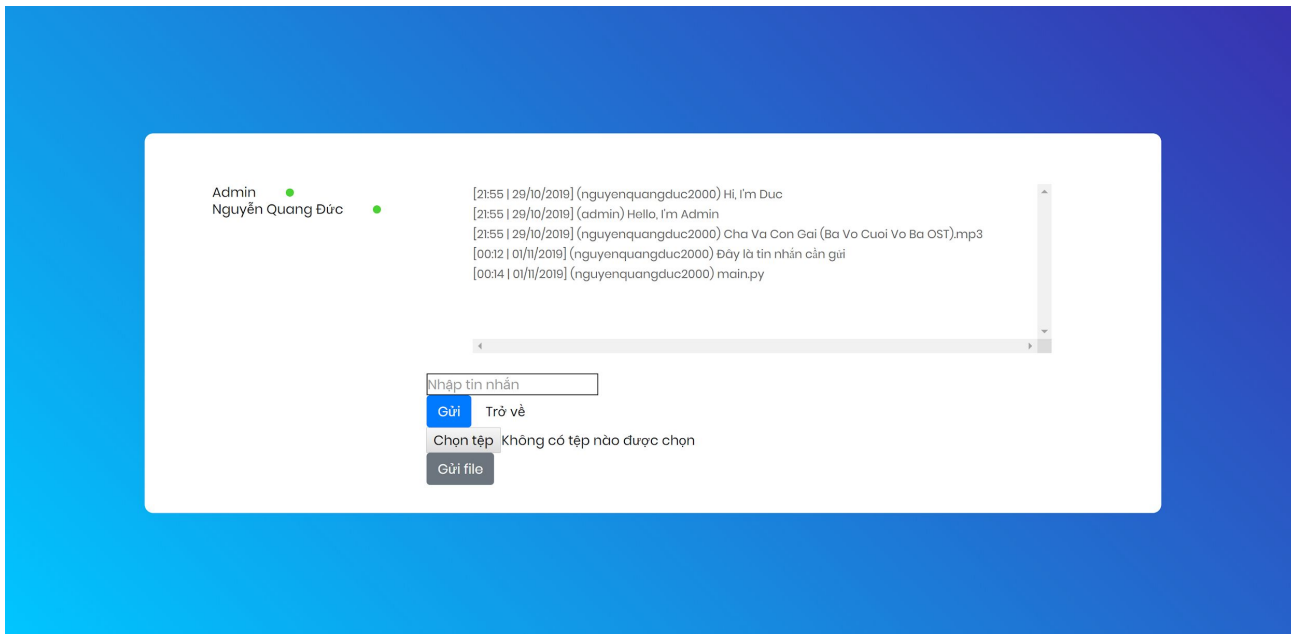 Admin
Nguyễn Quang Đức
[21:55 | 29/10/2019] (nguyenquangduc2000) Hi, I'm Duc
[21:55 | 29/10/2019] (admin) Hello, I'm Admin
[21:55 | 29/10/2019] (nguyenquangduc2000) Cha Va Con Gai (Ba Vo Cuoi Vo Ba OST).mp3
[00:12 | 01/11/2019] (nguyenquangduc2000) Đây là tin nhắn cần gửi
[00:14 | 01/11/2019] (nguyenquangduc2000) main.py
Nhập tin nhắn
Gửi Trở về
Chọn tệp Không có tệp nào được chọn
Gửi file